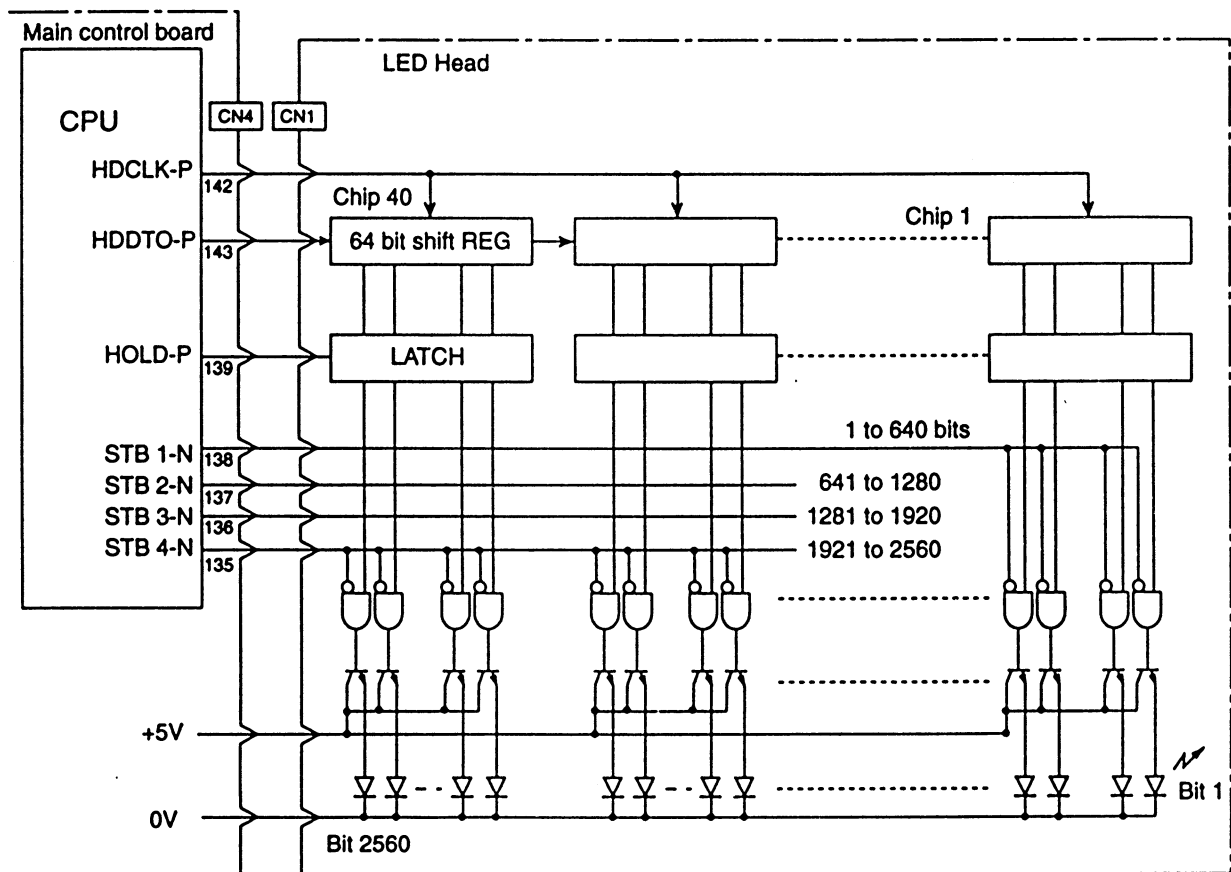 Main control board
LED Head
CPU
CN4
CN1
HDCLK-P
142
Chip 40
Chip 1
HDDTO-P
143
64 bit shift REG
HOLD-P
139
LATCH
1 to 640 bits
STB 1-N
138
STB 2-N
137
641 to 1280
STB 3-N
136
1281 to 1920
STB 4-N
135
1921 to 2560
+5V
Bit 1
0V
Bit 2560